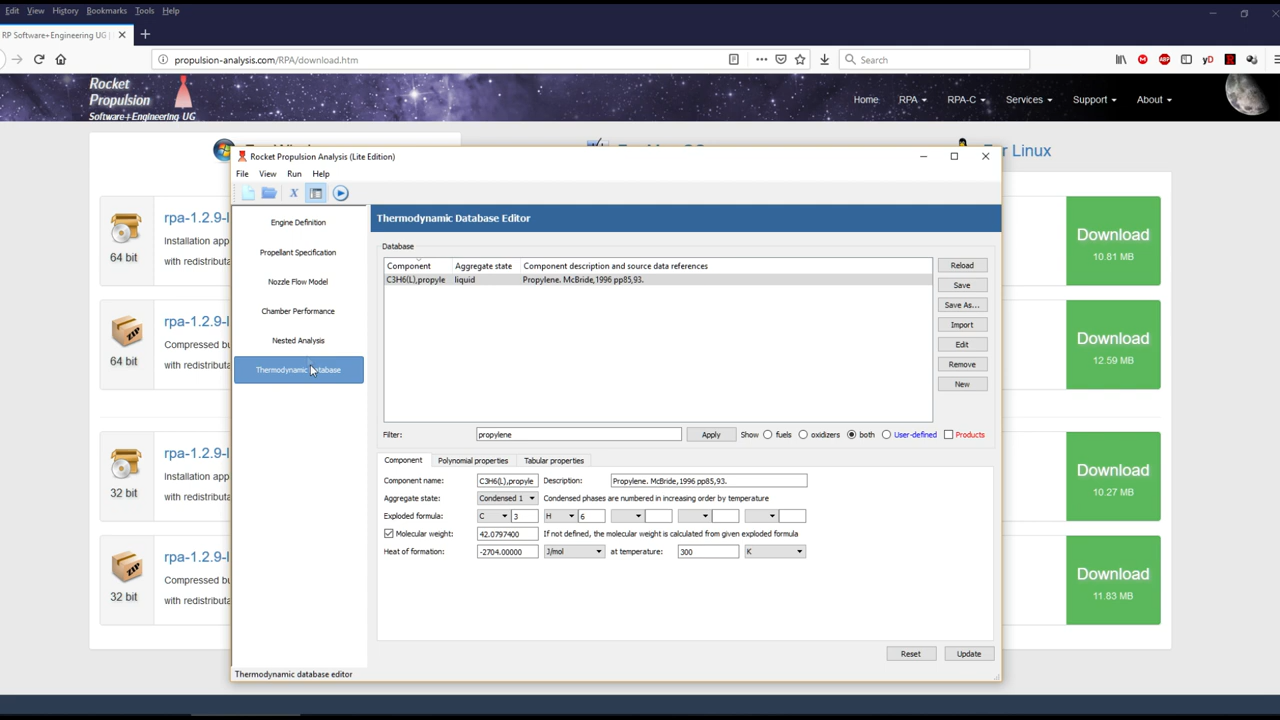 Edit View History Bookmarks Tools Help
RP Software+Engineering UG
propulsion-analysis.com/RPA/download.htm
Search
Rocket
Propulsion
Software+Engineering UG
Home RPA RPA-C Services Support About
Rocket Propulsion Analysis (Lite Edition)
r Linux
File View Run Help
Engine Definition
Propellant Specification
Nozzle Flow Model
Chamber Performance
Nested Analysis
Thermodynamic
Thermodynamic Database Editor
Database
Component Aggregate state Component description and source data references
C3H6(L),propyle liquid Propylene. McBride,1996 pp85,93.
Reload
Save
Save As...
Import
Edit
Remove
New
Filter: propylene Apply Show fuels oxidizers both User-defined Products
Component Polynomial properties Tabular properties
Component name: C3H6(L),propyle Description: Propylene. McBride,1996 pp85,93.
Aggregate state: Condensed 1 Condensed phases are numbered in increasing order by temperature
Exploded formula: C 3 H 6
Molecular weight: 42.0797400 If not defined, the molecular weight is calculated from given exploded formula
Heat of formation: -2704.00000 J/mol at temperature: 300 K
Reset Update
Thermodynamic database editor
64 bit
rpa-1.2.9-
Installation app
with redistributa
Download
10.81 MB
64 bit
rpa-1.2.9-
Compressed bu
with redistributa
Download
12.59 MB
32 bit
rpa-1.2.9-
Installation app
with redistributa
Download
10.27 MB
32 bit
rpa-1.2.9-
Compressed bu
with redistributa
Download
11.83 MB